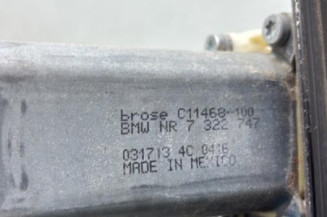 brose C11468-100
BMW NR 7 322 747
031713 4C 0416
MADE IN MEXICO